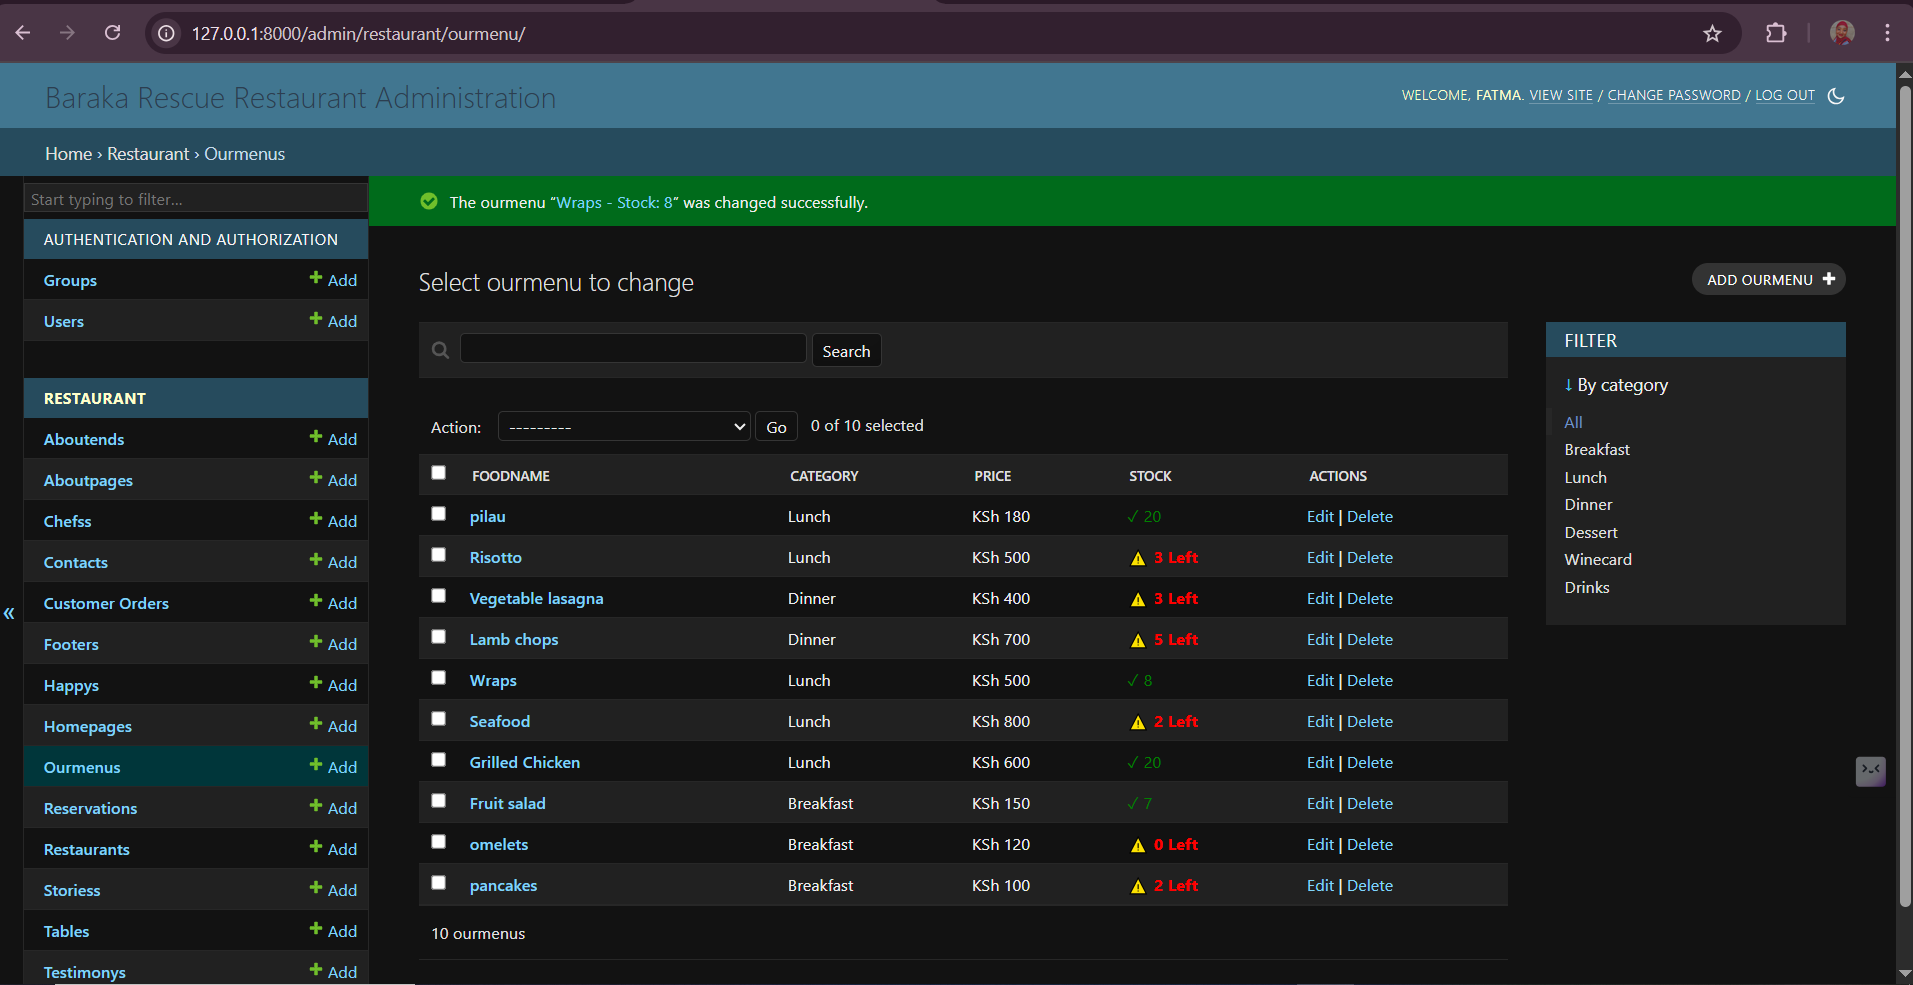 127.0.0.1:8000/admin/restaurant/ourmenu/
Baraka Rescue Restaurant Administration
WELCOME, FATMA. VIEW SITE / CHANGE PASSWORD / LOG OUT
Home › Restaurant › Ourmenus
Start typing to filter...
AUTHENTICATION AND AUTHORIZATION
Groups + Add
Users + Add
RESTAURANT
Aboutends + Add
Aboutpages + Add
Chefss + Add
Contacts + Add
Customer Orders + Add
Footers + Add
Happys + Add
Homepages + Add
Ourmenus + Add
Reservations + Add
Restaurants + Add
Storiess + Add
Tables + Add
Testimonys + Add
«
The ourmenu “Wraps - Stock: 8” was changed successfully.
Select ourmenu to change
ADD OURMENU +
Search
Action: --------- Go 0 of 10 selected
FOODNAME CATEGORY PRICE STOCK ACTIONS
pilau Lunch KSh 180 ✓ 20 Edit | Delete
Risotto Lunch KSh 500 ⚠ 3 Left Edit | Delete
Vegetable lasagna Dinner KSh 400 ⚠ 3 Left Edit | Delete
Lamb chops Dinner KSh 700 ⚠ 5 Left Edit | Delete
Wraps Lunch KSh 500 ✓ 8 Edit | Delete
Seafood Lunch KSh 800 ⚠ 2 Left Edit | Delete
Grilled Chicken Lunch KSh 600 ✓ 20 Edit | Delete
Fruit salad Breakfast KSh 150 ✓ 7 Edit | Delete
omelets Breakfast KSh 120 ⚠ 0 Left Edit | Delete
pancakes Breakfast KSh 100 ⚠ 2 Left Edit | Delete
10 ourmenus
FILTER
↓ By category
All
Breakfast
Lunch
Dinner
Dessert
Winecard
Drinks